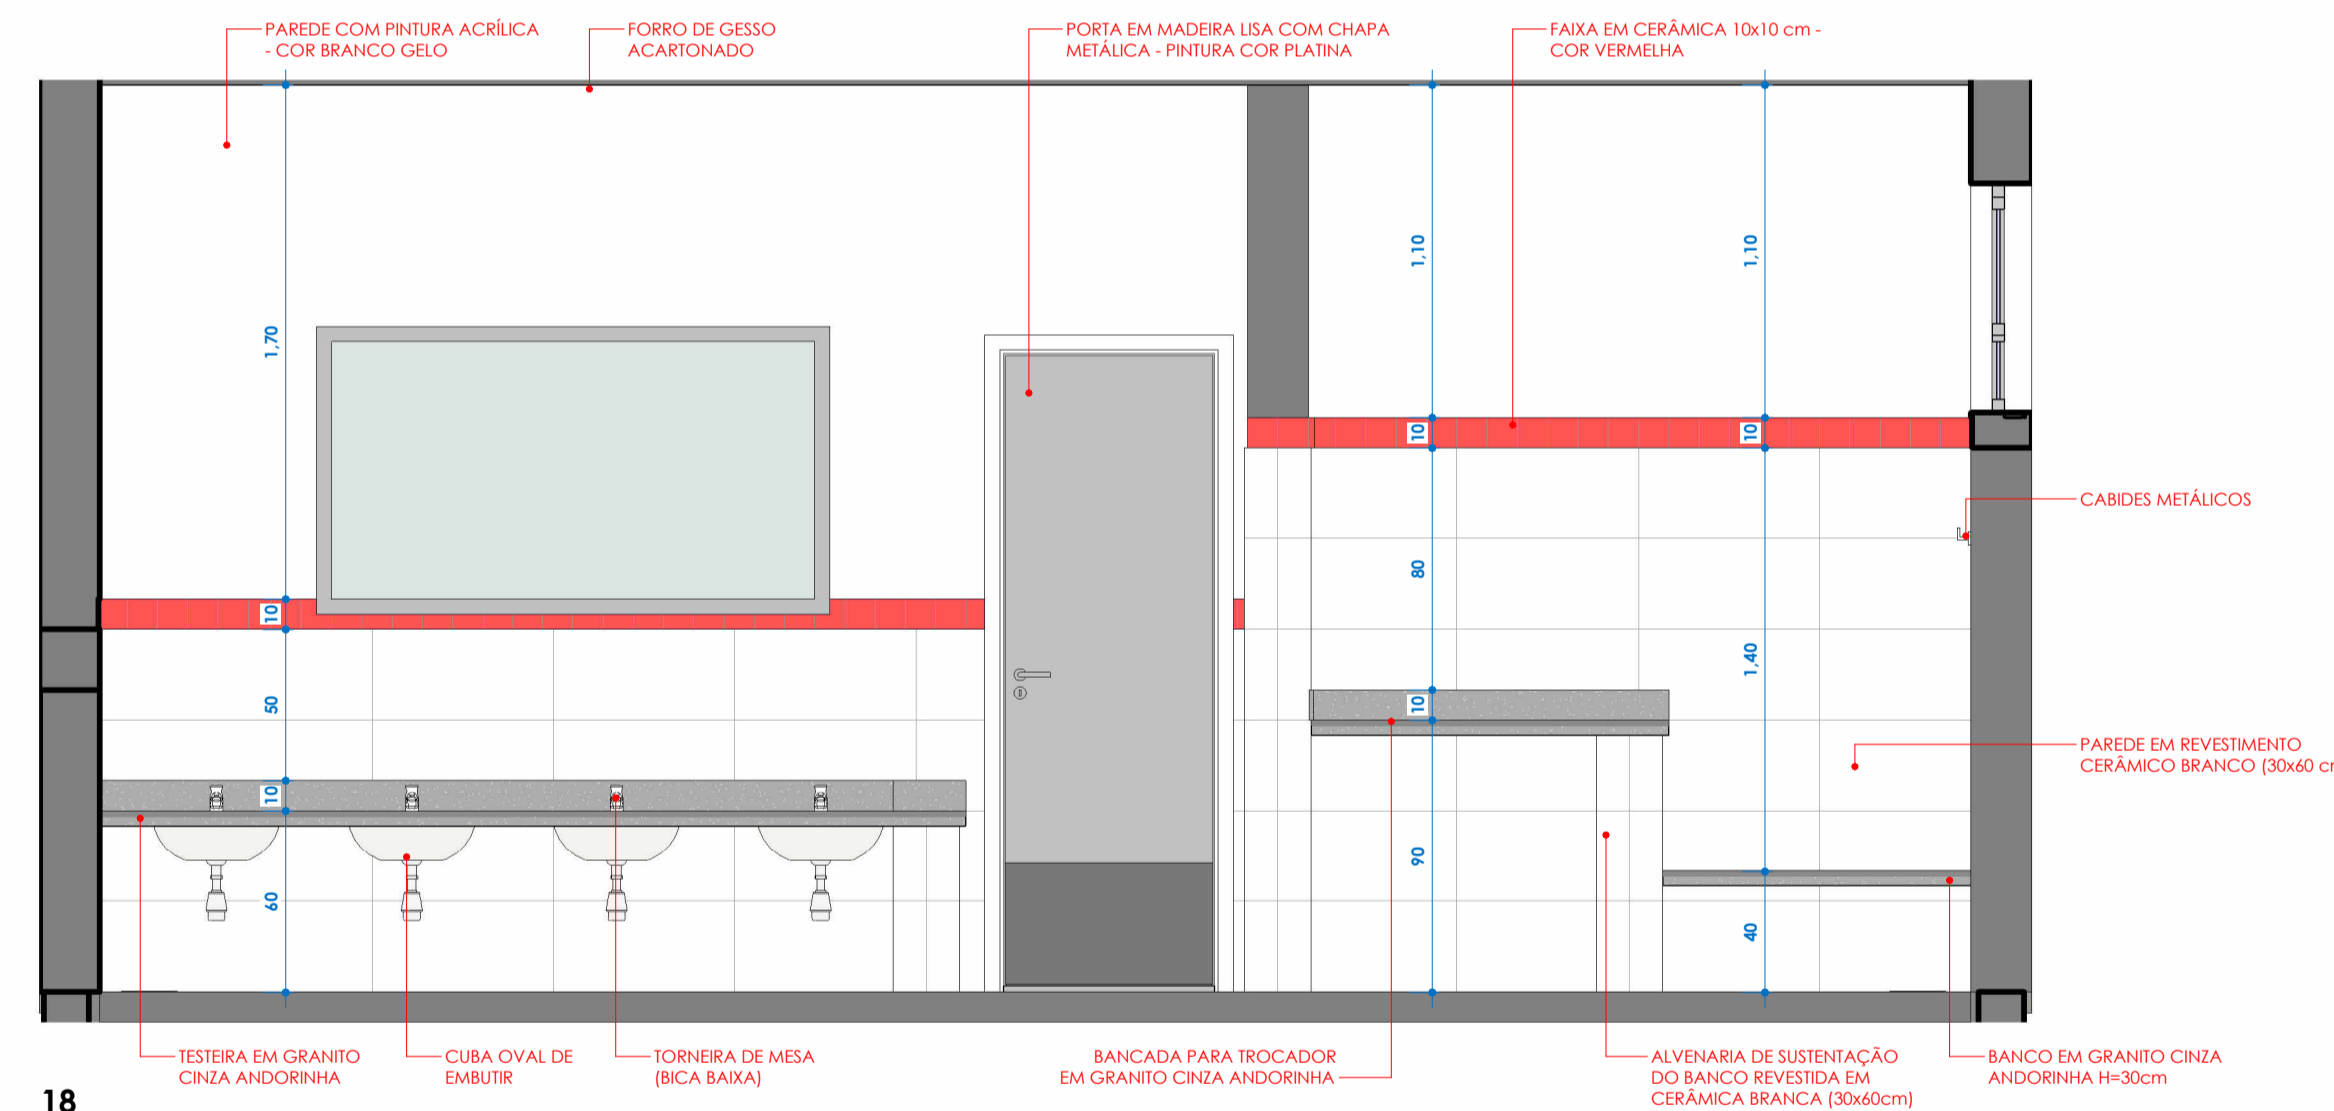 PAREDE COM PINTURA ACRÍLICA
- COR BRANCO GELO
FORRO DE GESSO
ACARTONADO
PORTA EM MADEIRA LISA COM CHAPA
METÁLICA - PINTURA COR PLATINA
FAIXA EM CERÂMICA 10x10 cm -
COR VERMELHA
1,70
10
50
10
60
1,10
10
80
10
90
1,10
10
1,40
40
CABIDES METÁLICOS
PAREDE EM REVESTIMENTO
CERÂMICO BRANCO (30x60
TESTEIRA EM GRANITO
CINZA ANDORINHA
CUBA OVAL DE
EMBUTIR
TORNEIRA DE MESA
(BICA BAIXA)
BANCADA PARA TROCADOR
EM GRANITO CINZA ANDORINHA
ALVENARIA DE SUSTENTAÇÃO
DO BANCO REVESTIDA EM
CERÂMICA BRANCA (30x60cm)
BANCO EM GRANITO CINZA
ANDORINHA H=30cm
18